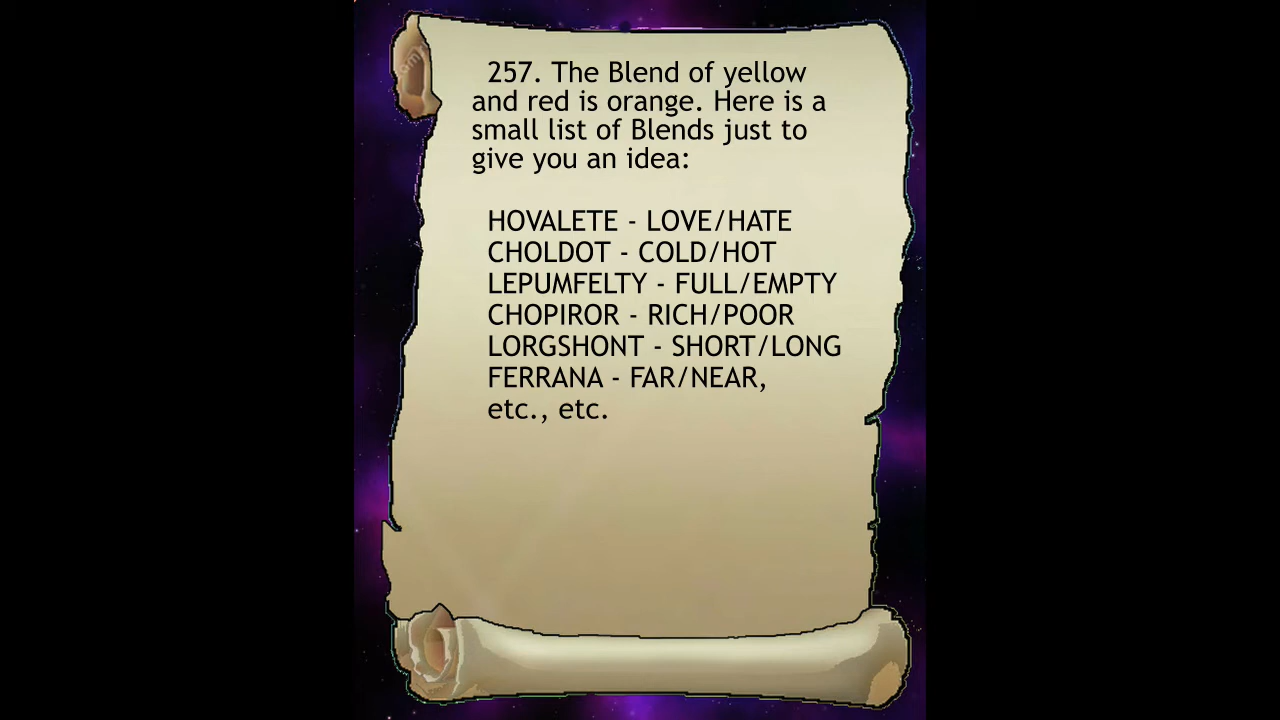 257. The Blend of yellow
and red is orange. Here is a
small list of Blends just to
give you an idea:
HOVALETE - LOVE/HATE
CHOLDOT - COLD/HOT
LEPUMFELTY - FULL/EMPTY
CHOPIROR - RICH/POOR
LORGSHONT - SHORT/LONG
FERRANA - FAR/NEAR,
etc., etc.